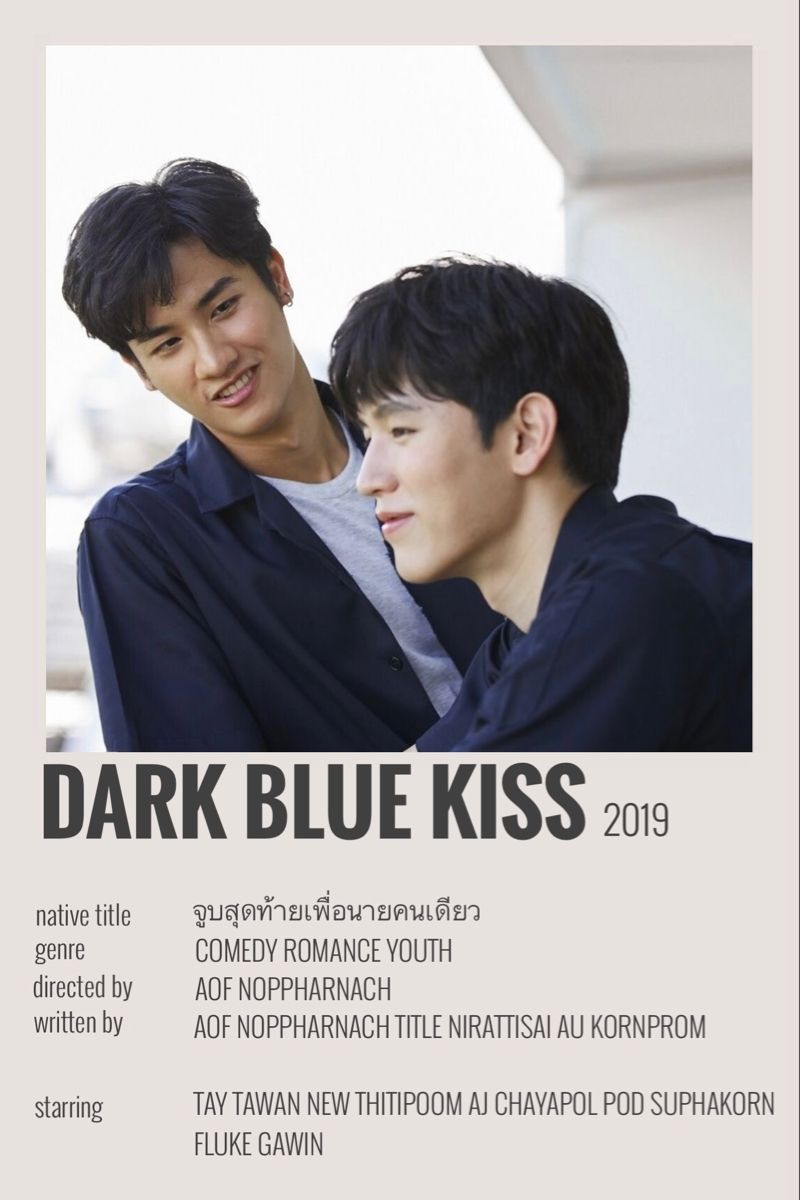 DARK BLUE KISS 2019
native title จูบสุดท้ายเพื่อนายคนเดียว
genre COMEDY ROMANCE YOUTH
directed by AOF NOPPHARNACH
written by AOF NOPPHARNACH TITLE NIRATTISAI AU KORNPROM
starring TAY TAWAN NEW THITIPOOM AJ CHAYAPOL POD SUPHAKORN
FLUKE GAWIN